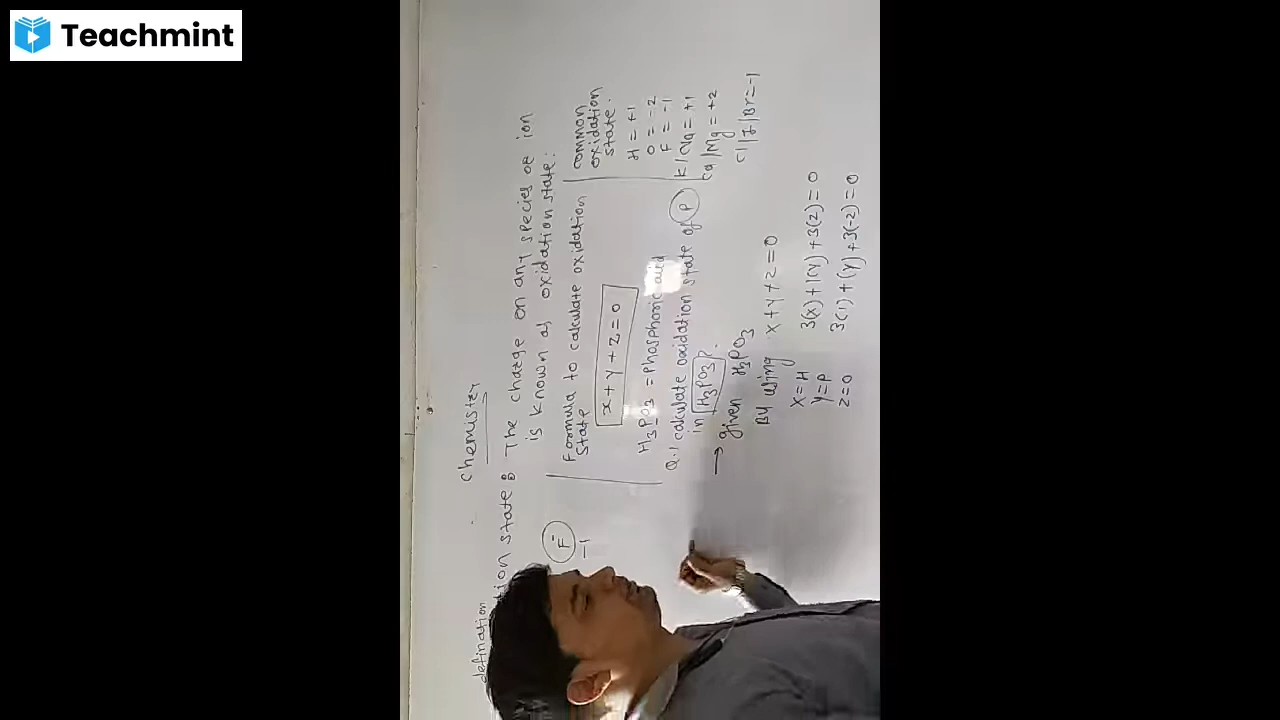 Teachmint
Chemistry
defination
tion state: The charge on any species or ion
is known as oxidation state.
F-
-1
Formula to calculate oxidation
state
x + y + z = 0
common
oxidation
state.
H = +1
O = -2
F = -1
K/Na = +1
Ca/Mg = +2
Cl/I/Br = -1
H3PO3 = Phosphoric acid
Q.1 calculate oxidation state of P
in H3PO3?
→ given H3PO3
By using x+y+z=0
x=H
y=P
z=O
3(x)+1(y)+3(z)=0
3(1)+(y)+3(-2)=0